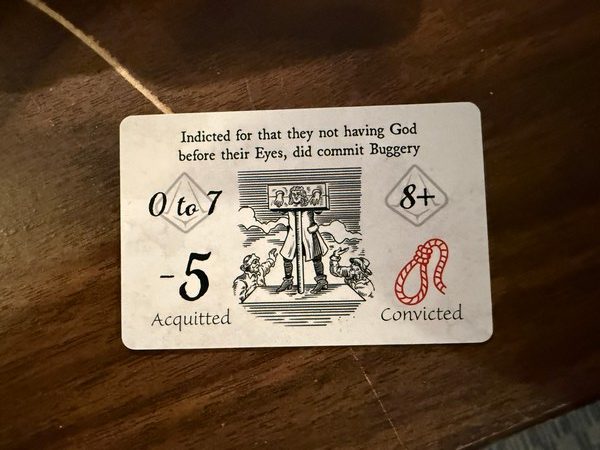 Indicted for that they not having God
before their Eyes, did commit Buggery
0 to 7
8+
-5
Acquitted
Convicted